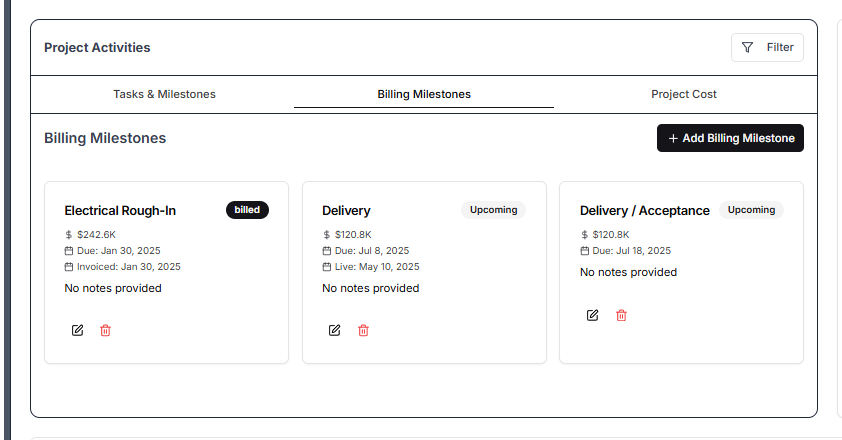 Project Activities
Filter
Tasks & Milestones
Billing Milestones
Project Cost
Billing Milestones
+ Add Billing Milestone
Electrical Rough-In
billed
$ $242.6K
Due: Jan 30, 2025
Invoiced: Jan 30, 2025
No notes provided
Delivery
Upcoming
$ $120.8K
Due: Jul 8, 2025
Live: May 10, 2025
No notes provided
Delivery / Acceptance
Upcoming
$ $120.8K
Due: Jul 18, 2025
No notes provided